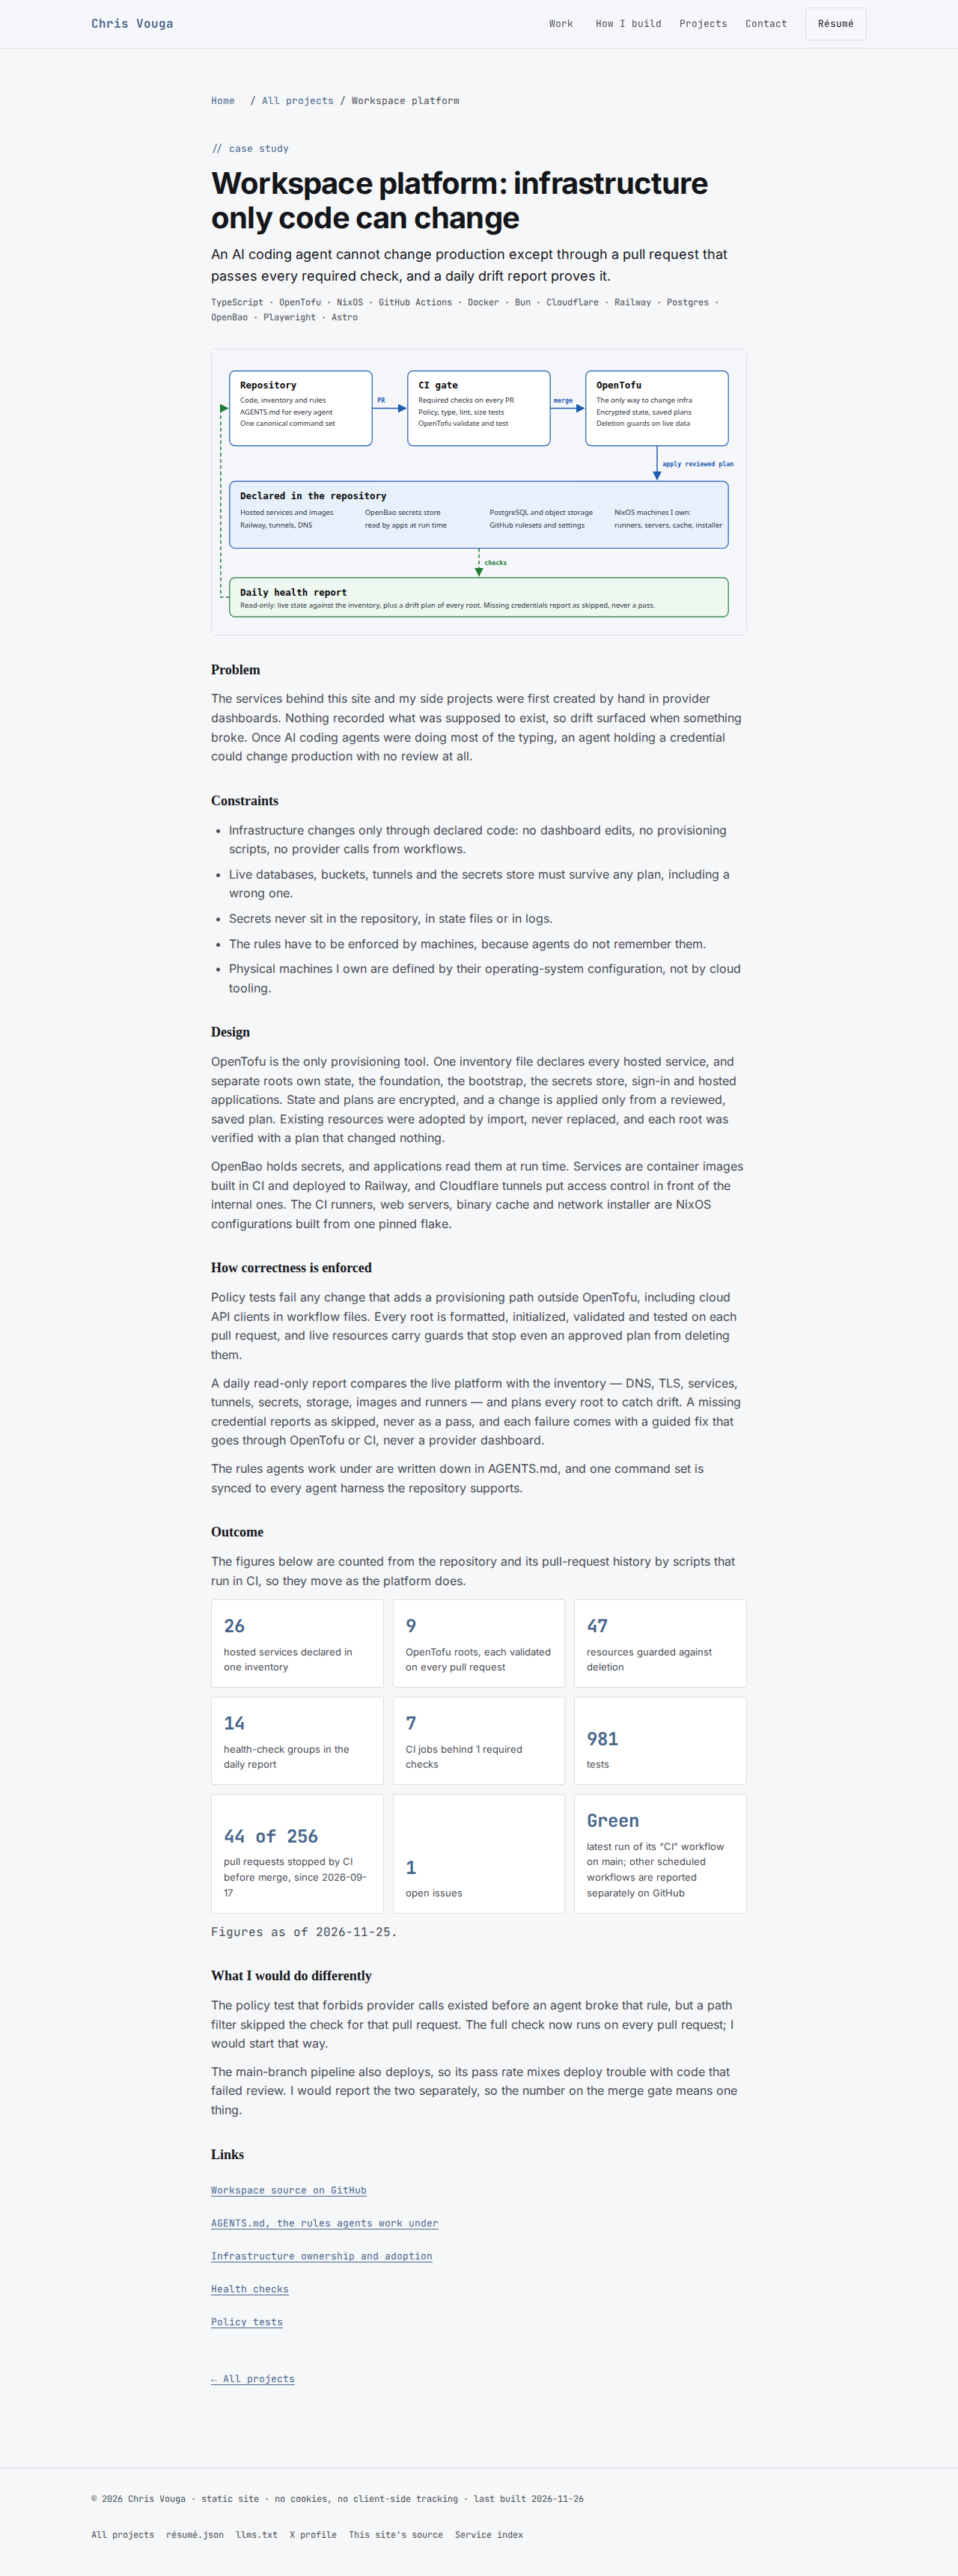 Chris Vouga
Work How I build Projects Contact Résumé
Home / All projects / Workspace platform
// case study
Workspace platform: infrastructure
only code can change
An AI coding agent cannot change production except through a pull request that
passes every required check, and a daily drift report proves it.
TypeScript · OpenTofu · NixOS · GitHub Actions · Docker · Bun · Cloudflare · Railway · Postgres ·
OpenBao · Playwright · Astro
Repository
Code, inventory and rules
AGENTS.md for every agent
One canonical command set
PR
CI gate
Required checks on every PR
Policy, type, lint, size tests
OpenTofu validate and test
merge
OpenTofu
The only way to change infra
Encrypted state, saved plans
Deletion guards on live data
apply reviewed plan
Declared in the repository
Hosted services and images
Railway, tunnels, DNS
OpenBao secrets store
read by apps at run time
PostgreSQL and object storage
GitHub rulesets and settings
NixOS machines I own:
runners, servers, cache, installer
checks
Daily health report
Read-only: live state against the inventory, plus a drift plan of every root. Missing credentials report as skipped, never a pass.
Problem
The services behind this site and my side projects were first created by hand in provider
dashboards. Nothing recorded what was supposed to exist, so drift surfaced when something
broke. Once AI coding agents were doing most of the typing, an agent holding a credential
could change production with no review at all.
Constraints
• Infrastructure changes only through declared code: no dashboard edits, no provisioning
scripts, no provider calls from workflows.
• Live databases, buckets, tunnels and the secrets store must survive any plan, including a
wrong one.
• Secrets never sit in the repository, in state files or in logs.
• The rules have to be enforced by machines, because agents do not remember them.
• Physical machines I own are defined by their operating-system configuration, not by cloud
tooling.
Design
OpenTofu is the only provisioning tool. One inventory file declares every hosted service, and
separate roots own state, the foundation, the bootstrap, the secrets store, sign-in and hosted
applications. State and plans are encrypted, and a change is applied only from a reviewed,
saved plan. Existing resources were adopted by import, never replaced, and each root was
verified with a plan that changed nothing.
OpenBao holds secrets, and applications read them at run time. Services are container images
built in CI and deployed to Railway, and Cloudflare tunnels put access control in front of the
internal ones. The CI runners, web servers, binary cache and network installer are NixOS
configurations built from one pinned flake.
How correctness is enforced
Policy tests fail any change that adds a provisioning path outside OpenTofu, including cloud
API clients in workflow files. Every root is formatted, initialized, validated and tested on each
pull request, and live resources carry guards that stop even an approved plan from deleting
them.
A daily read-only report compares the live platform with the inventory — DNS, TLS, services,
tunnels, secrets, storage, images and runners — and plans every root to catch drift. A missing
credential reports as skipped, never as a pass, and each failure comes with a guided fix that
goes through OpenTofu or CI, never a provider dashboard.
The rules agents work under are written down in AGENTS.md, and one command set is
synced to every agent harness the repository supports.
Outcome
The figures below are counted from the repository and its pull-request history by scripts that
run in CI, so they move as the platform does.
26
hosted services declared in
one inventory
9
OpenTofu roots, each validated
on every pull request
47
resources guarded against
deletion
14
health-check groups in the
daily report
7
CI jobs behind 1 required
checks
981
tests
44 of 256
pull requests stopped by CI
before merge, since 2026-09-
17
1
open issues
Green
latest run of its “CI” workflow
on main; other scheduled
workflows are reported
separately on GitHub
Figures as of 2026-11-25.
What I would do differently
The policy test that forbids provider calls existed before an agent broke that rule, but a path
filter skipped the check for that pull request. The full check now runs on every pull request; I
would start that way.
The main-branch pipeline also deploys, so its pass rate mixes deploy trouble with code that
failed review. I would report the two separately, so the number on the merge gate means one
thing.
Links
Workspace source on GitHub
AGENTS.md, the rules agents work under
Infrastructure ownership and adoption
Health checks
Policy tests
← All projects
© 2026 Chris Vouga · static site · no cookies, no client-side tracking · last built 2026-11-26
All projects résumé.json llms.txt X profile This site's source Service index